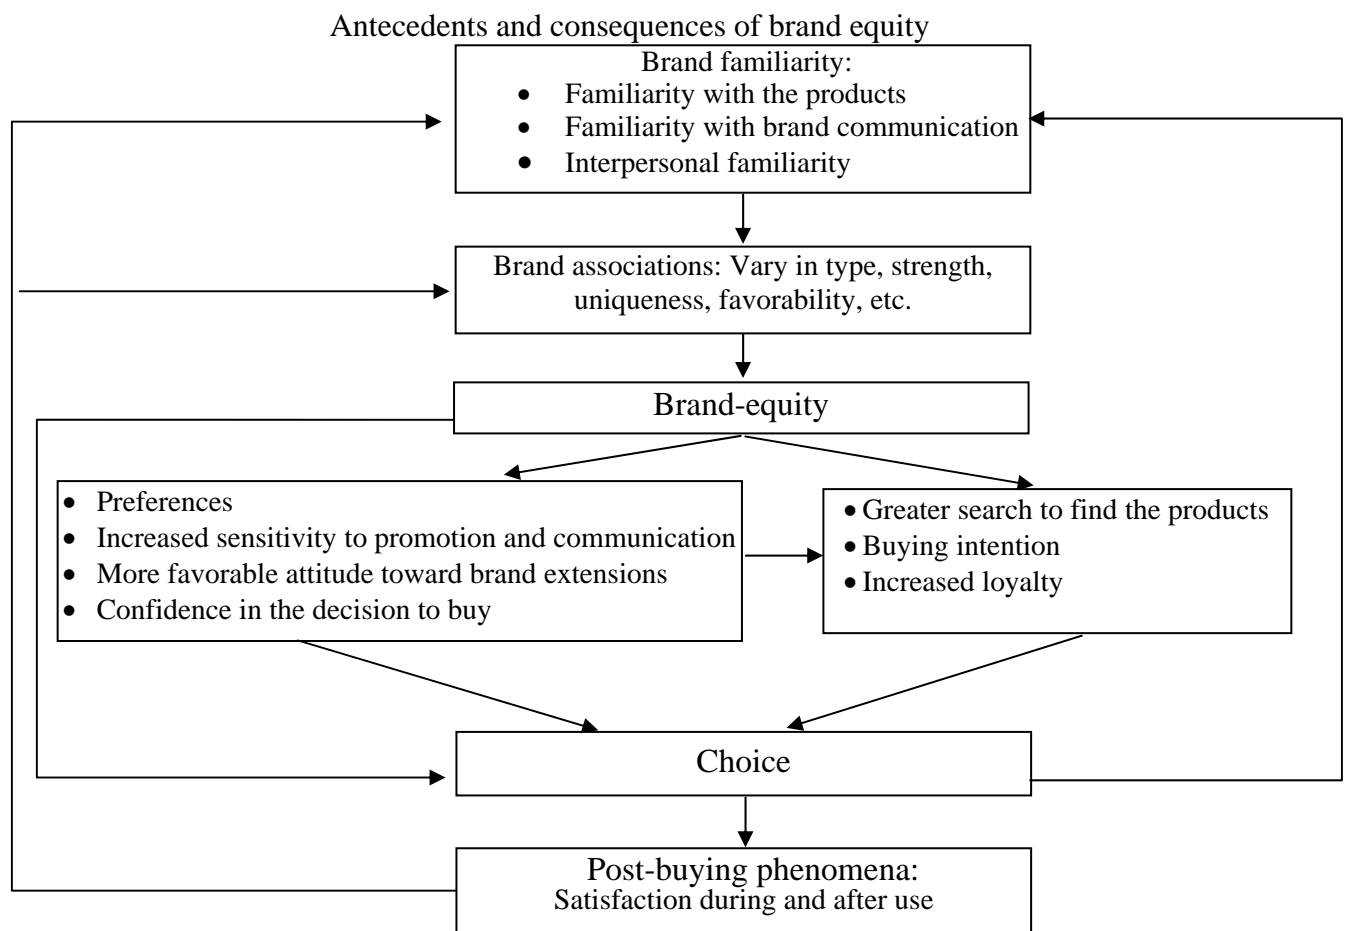 Antecedents and consequences of brand equity
Brand familiarity:
• Familiarity with the products
• Familiarity with brand communication
• Interpersonal familiarity
Brand associations: Vary in type, strength,
uniqueness, favorability, etc.
Brand-equity
• Preferences
• Increased sensitivity to promotion and communication
• More favorable attitude toward brand extensions
• Confidence in the decision to buy
• Greater search to find the products
• Buying intention
• Increased loyalty
Choice
Post-buying phenomena:
Satisfaction during and after use